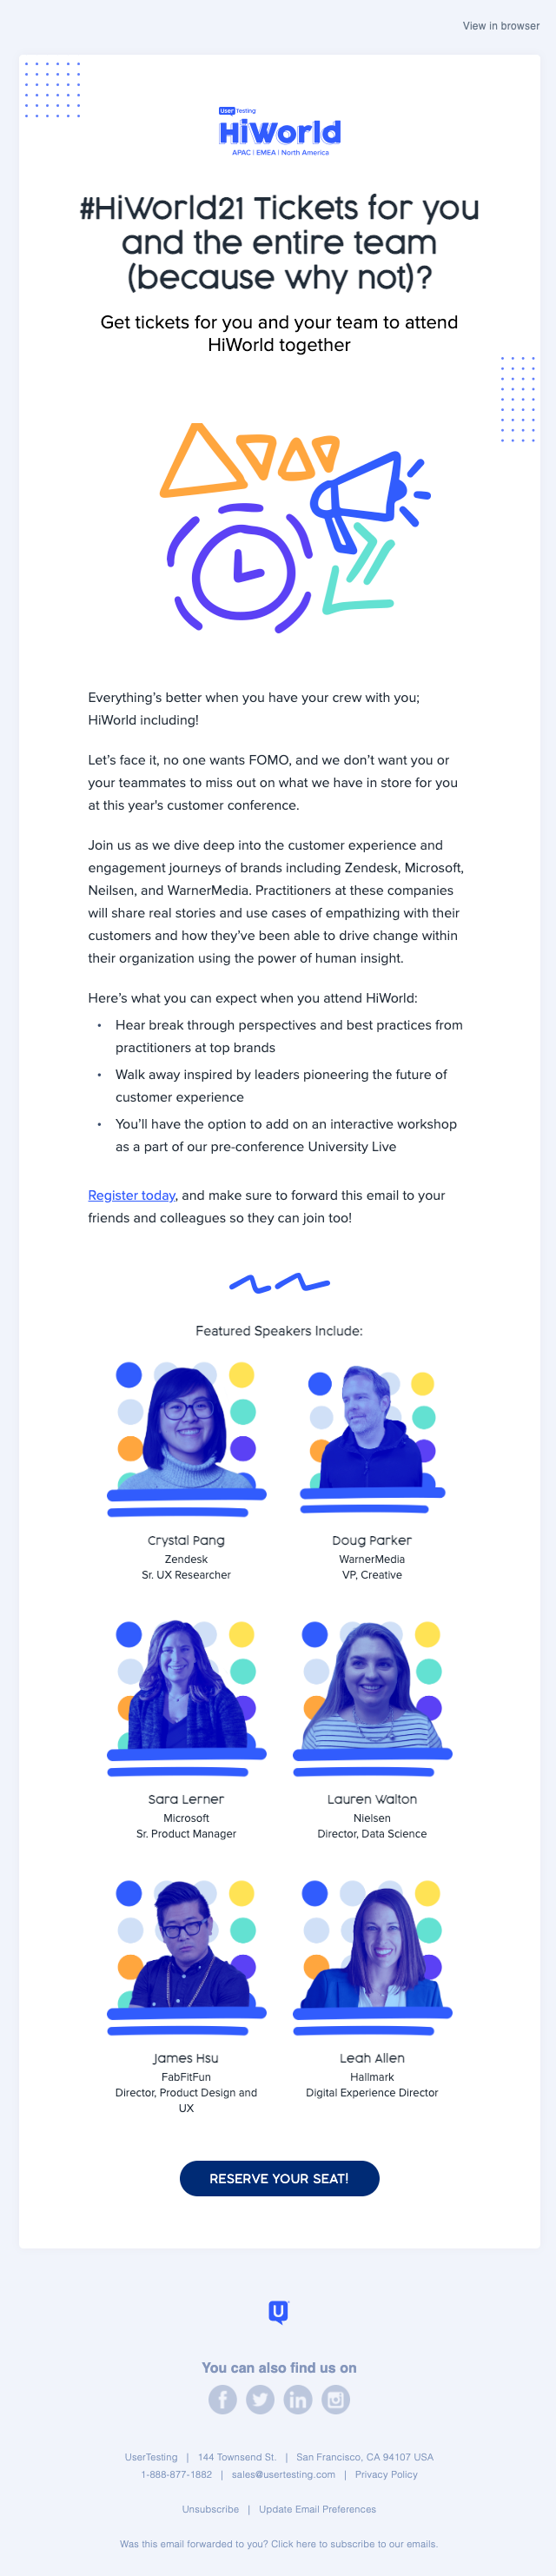 View in browser
User Testing
HiWorld
APAC | EMEA | North America
#HiWorld21 Tickets for you
and the entire team
(because why not)?
Get tickets for you and your team to attend
HiWorld together
Everything's better when you have your crew with you;
HiWorld including!
Let's face it, no one wants FOMO, and we don't want you or
your teammates to miss out on what we have in store for you
at this year's customer conference.
Join us as we dive deep into the customer experience and
engagement journeys of brands including Zendesk, Microsoft,
Neilsen, and WarnerMedia. Practitioners at these companies
will share real stories and use cases of empathizing with their
customers and how they've been able to drive change within
their organization using the power of human insight.
Here's what you can expect when you attend HiWorld:
• Hear break through perspectives and best practices from
practitioners at top brands
• Walk away inspired by leaders pioneering the future of
customer experience
• You'll have the option to add on an interactive workshop
as a part of our pre-conference University Live
Register today, and make sure to forward this email to your
friends and colleagues so they can join too!
Featured Speakers Include:
Crystal Pang
Zendesk
Sr. UX Researcher
Doug Parker
WarnerMedia
VP, Creative
Sara Lerner
Microsoft
Sr. Product Manager
Lauren Walton
Nielsen
Director, Data Science
James Hsu
FabFitFun
Director, Product Design and
UX
Leah Allen
Hallmark
Digital Experience Director
RESERVE YOUR SEAT!
U
You can also find us on
UserTesting | 144 Townsend St. | San Francisco, CA 94107 USA
1-888-877-1882 | sales@usertesting.com | Privacy Policy
Unsubscribe | Update Email Preferences
Was this email forwarded to you? Click here to subscribe to our emails.